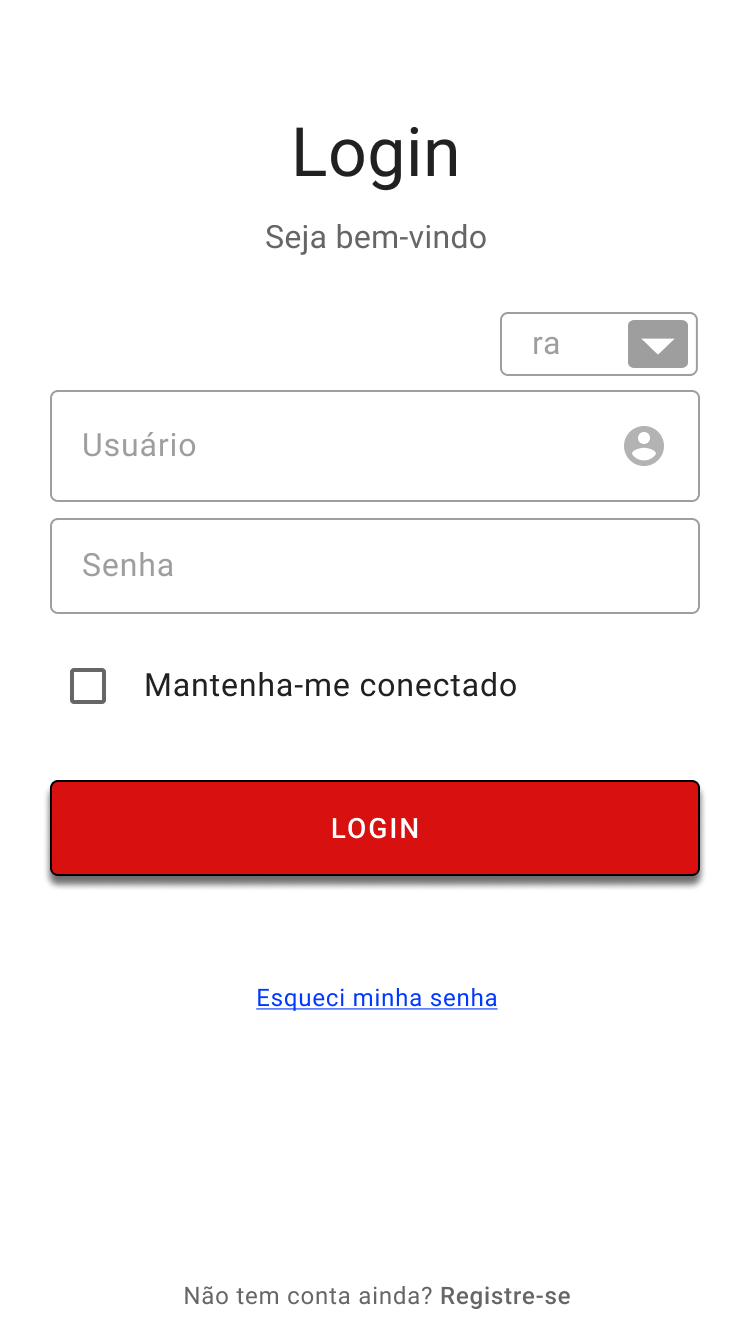 Login
Seja bem-vindo
ra
Usuário
Senha
Mantenha-me conectado
LOGIN
Esqueci minha senha
Não tem conta ainda? Registre-se